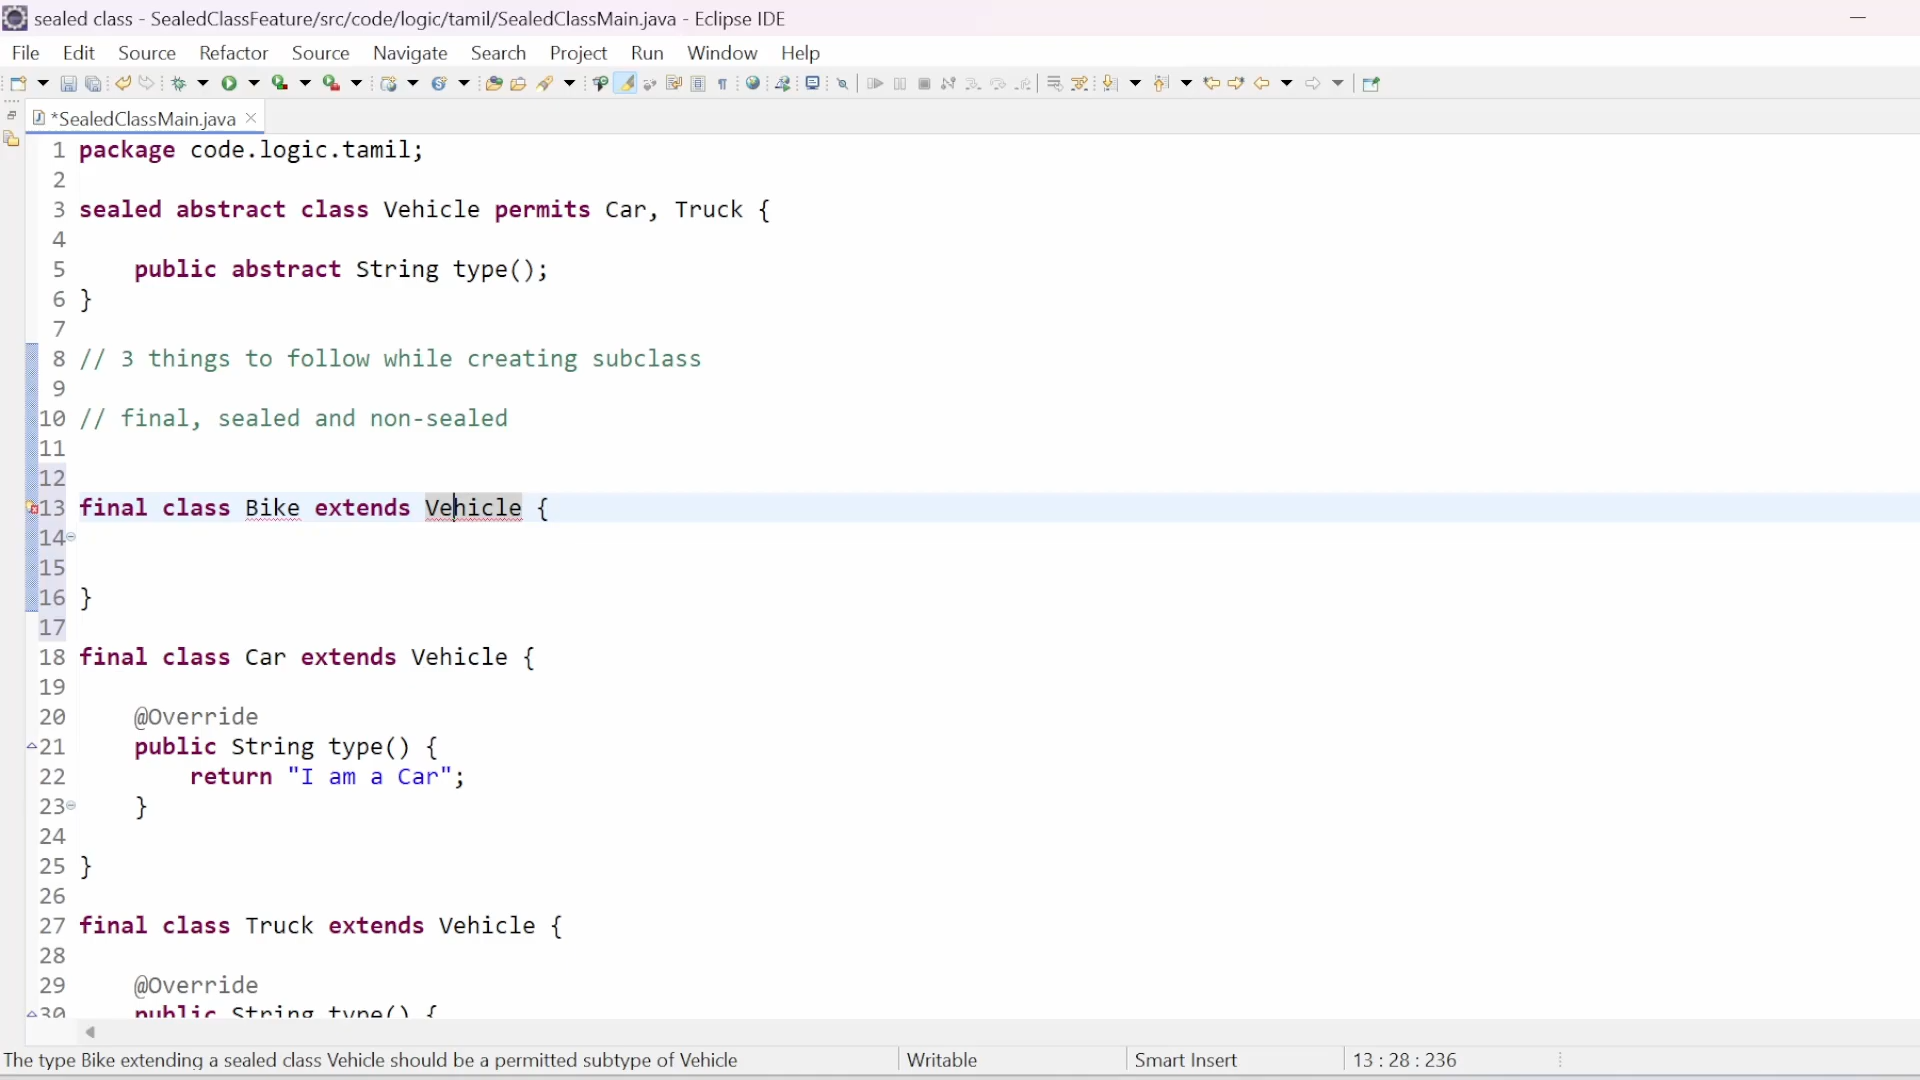 sealed class - SealedClassFeature/src/code/logic/tamil/SealedClassMain.java - Eclipse IDE
File Edit Source Refactor Source Navigate Search Project Run Window Help
*SealedClassMain.java
1 package code.logic.tamil;
2
3 sealed abstract class Vehicle permits Car, Truck {
4
5 public abstract String type();
6 }
7
8 // 3 things to follow while creating subclass
9
10 // final, sealed and non-sealed
11
12
13 final class Bike extends Vehicle {
14
15
16 }
17
18 final class Car extends Vehicle {
19
20 @Override
21 public String type() {
22 return "I am a Car";
23 }
24
25 }
26
27 final class Truck extends Vehicle {
28
29 @Override
30 public String type() {
The type Bike extending a sealed class Vehicle should be a permitted subtype of Vehicle Writable Smart Insert 13 : 28 : 236